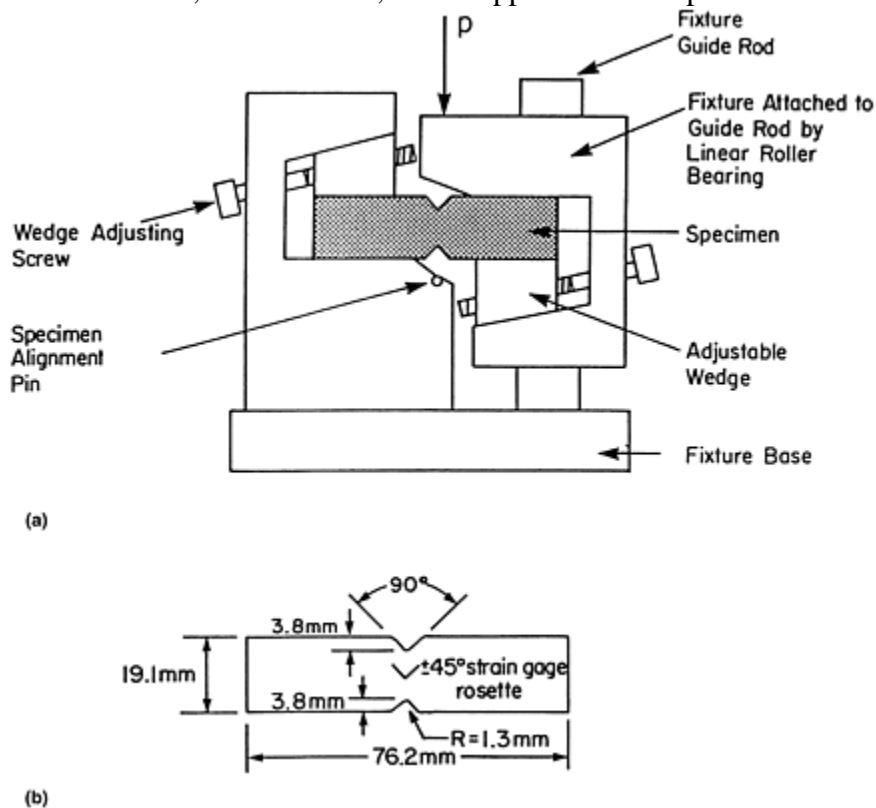 P
Fixture
Guide Rod
Fixture Attached to
Guide Rod by
Linear Roller
Bearing
Wedge Adjusting
Screw
Specimen
Specimen
Alignment
Pin
Adjustable
Wedge
Fixture Base
(a)
90°
3.8mm
19.1mm
±45° strain gage
rosette
3.8mm
R=1.3mm
76.2mm
(b)